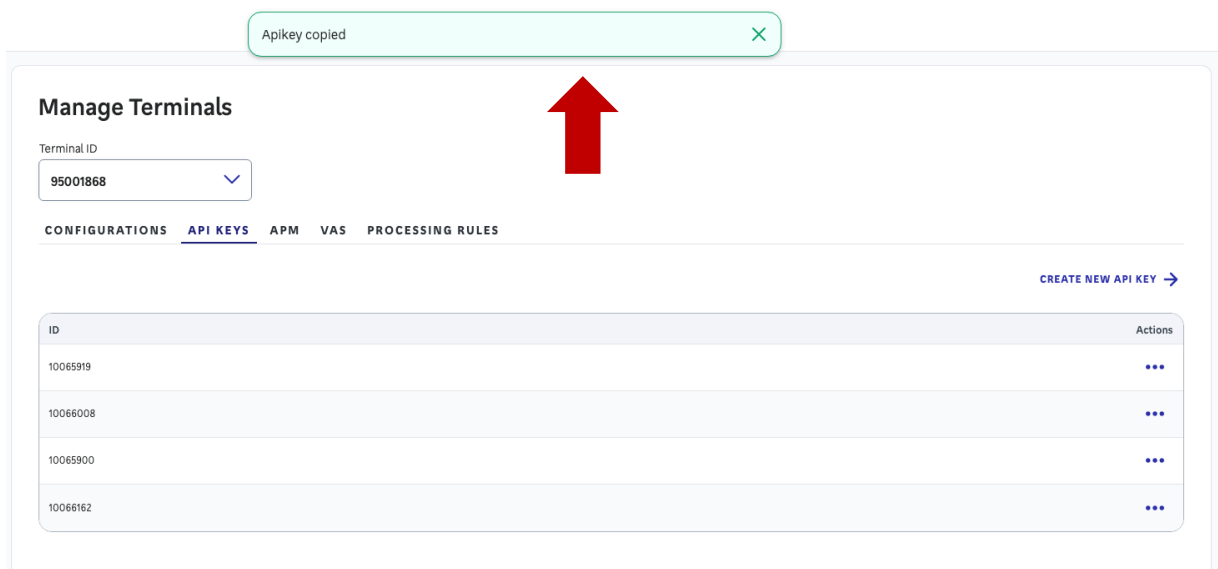 Apikey copied
Manage Terminals
Terminal ID
95001868
CONFIGURATIONS API KEYS APM VAS PROCESSING RULES
CREATE NEW API KEY
ID Actions
10065919
10066008
10065900
10066162